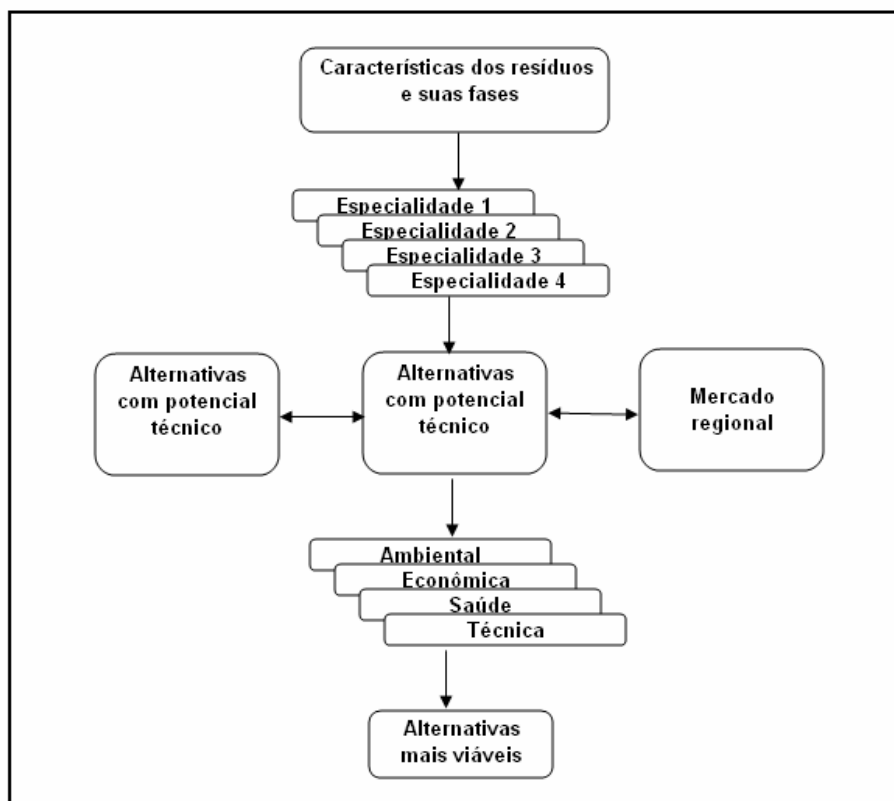 Características dos resíduos
e suas fases
Especialidade 1
Especialidade 2
Especialidade 3
Especialidade 4
Alternativas
com potencial
técnico
Alternativas
com potencial
técnico
Mercado
regional
Ambiental
Econômica
Saúde
Técnica
Alternativas
mais viáveis